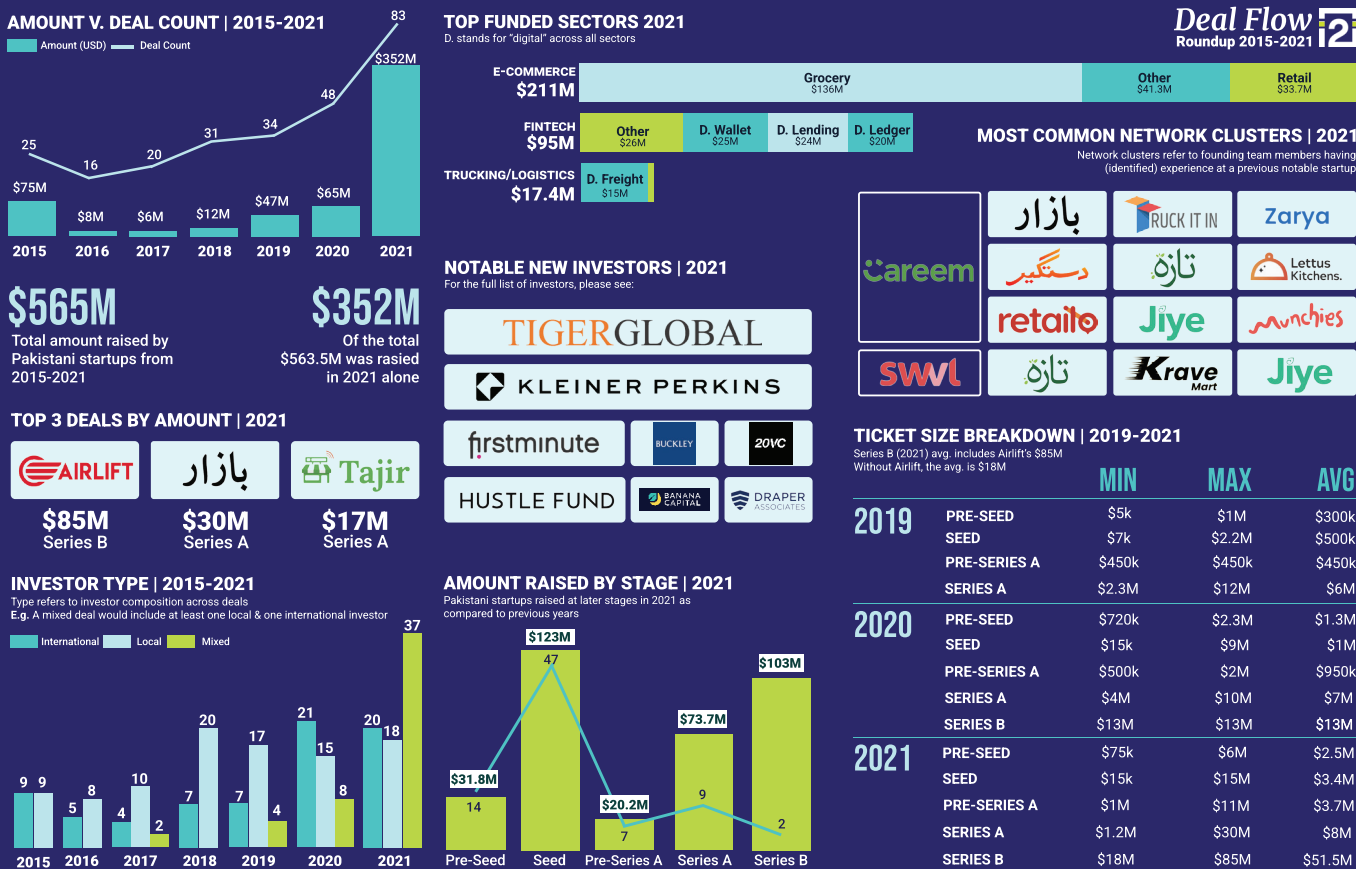 AMOUNT V. DEAL COUNT | 2015-2021
Amount (USD)
Deal Count
25
16
20
31
34
48
83
$75M
$8M
$6M
$12M
$47M
$65M
$352M
2015
2016
2017
2018
2019
2020
2021
$565M
Total amount raised by
Pakistani startups from
2015-2021
$352M
Of the total
$563.5M was rasied
in 2021 alone
TOP 3 DEALS BY AMOUNT | 2021
AIRLIFT
بازار
Tajir
$85M
Series B
$30M
Series A
$17M
Series A
INVESTOR TYPE | 2015-2021
Type refers to investor composition across deals
E.g. A mixed deal would include at least one local & one international investor
International
Local
Mixed
9 9
5 8
4 10 2
7 20
7 17 4
21 15 8
20 18 37
2015
2016
2017
2018
2019
2020
2021
TOP FUNDED SECTORS 2021
D. stands for “digital” across all sectors
E-COMMERCE
$211M
Grocery
$136M
Other
$41.3M
Retail
$33.7M
FINTECH
$95M
Other
$26M
D. Wallet
$25M
D. Lending
$24M
D. Ledger
$20M
TRUCKING/LOGISTICS
$17.4M
D. Freight
$15M
NOTABLE NEW INVESTORS | 2021
For the full list of investors, please see:
TIGERGLOBAL
KLEINER PERKINS
firstminute
BUCKLEY
20VC
HUSTLE FUND
BANANA
CAPITAL
DRAPER
ASSOCIATES
AMOUNT RAISED BY STAGE | 2021
Pakistani startups raised at later stages in 2021 as
compared to previous years
$31.8M
14
$123M
47
$20.2M
7
$73.7M
9
$103M
2
Pre-Seed
Seed
Pre-Series A
Series A
Series B
Deal Flow
Roundup 2015-2021
i2i
MOST COMMON NETWORK CLUSTERS | 2021
Network clusters refer to founding team members having
(identified) experience at a previous notable startup
Careem
بازار
TRUCK IT IN
Zarya
دستگیر
تازہ
Lettus
Kitchens.
retailo
Jiye
munchies
SWVL
تازہ
Krave
Mart
Jiye
TICKET SIZE BREAKDOWN | 2019-2021
Series B (2021) avg. includes Airlift's $85M
Without Airlift, the avg. is $18M
MIN MAX AVG
2019
PRE-SEED $5k $1M $300k
SEED $7k $2.2M $500k
PRE-SERIES A $450k $450k $450k
SERIES A $2.3M $12M $6M
2020
PRE-SEED $720k $2.3M $1.3M
SEED $15k $9M $1M
PRE-SERIES A $500k $2M $950k
SERIES A $4M $10M $7M
SERIES B $13M $13M $13M
2021
PRE-SEED $75k $6M $2.5M
SEED $15k $15M $3.4M
PRE-SERIES A $1M $11M $3.7M
SERIES A $1.2M $30M $8M
SERIES B $18M $85M $51.5M